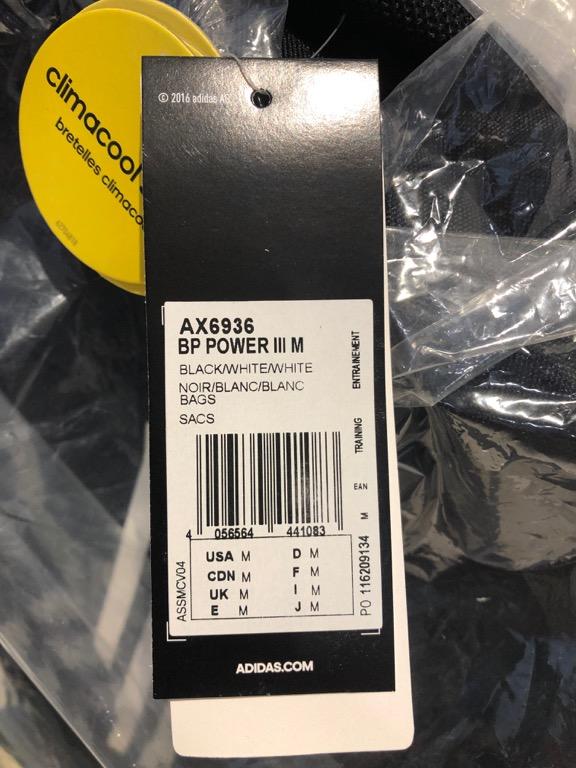 climacool
bretelles climacoo
© 2016 adidas AG
AX6936
BP POWER III M
BLACK/WHITE/WHITE
NOIR/BLANC/BLANC
BAGS
SACS
TRAINING ENTRAINEMENT
EAN
M
4 056564 441083
USA M D M
CDN M F M
UK M I M
E M J M
ASSMCV04
PO 116209134
ADIDAS.COM